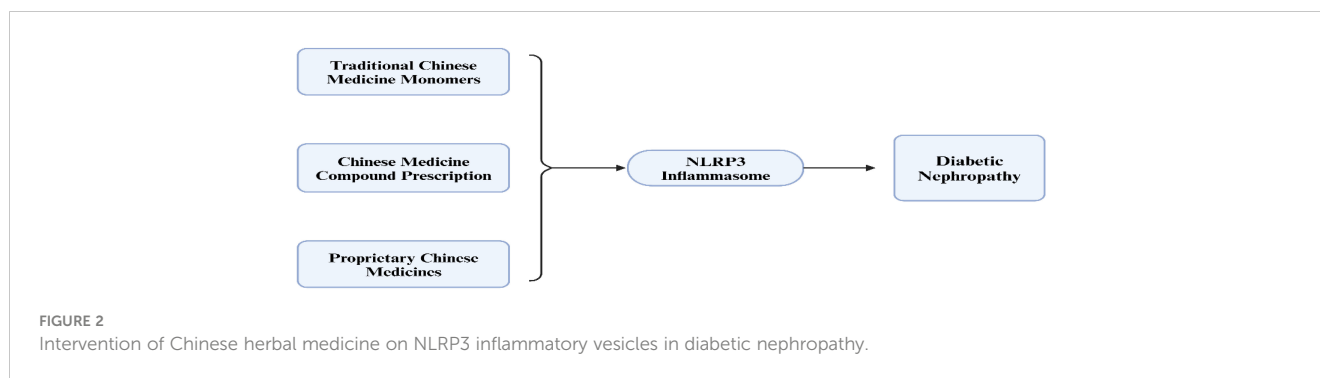 Traditional Chinese
Medicine Monomers
Chinese Medicine
Compound Prescription
Proprietary Chinese
Medicines
NLRP3
Inflammasome
Diabetic
Nephropathy
FIGURE 2
Intervention of Chinese herbal medicine on NLRP3 inflammatory vesicles in diabetic nephropathy.